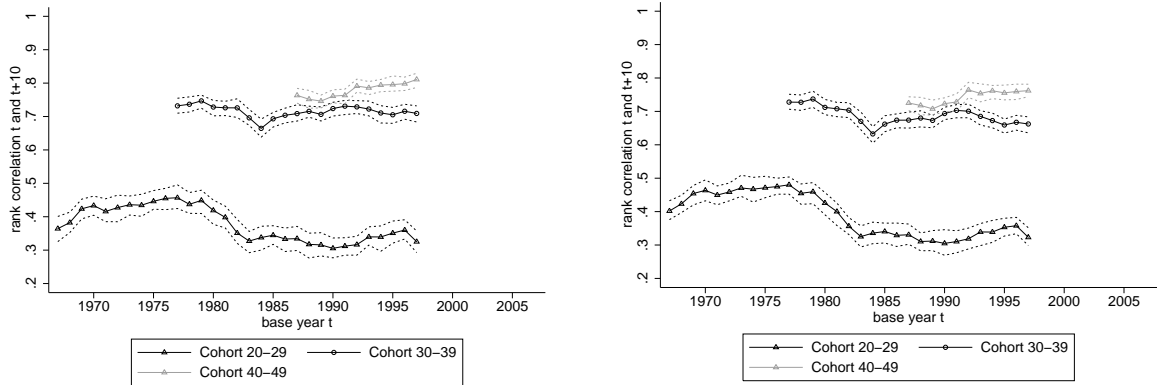 rank correlation t and t+10
1
.9
.8
.7
.6
.5
.4
.3
.2
1970 1975 1980 1985 1990 1995 2000 2005
base year t
Cohort 20–29 Cohort 30–39
Cohort 40–49
rank correlation t and t+10
1
.9
.8
.7
.6
.5
.4
.3
.2
1970 1975 1980 1985 1990 1995 2000 2005
base year t
Cohort 20–29 Cohort 30–39
Cohort 40–49